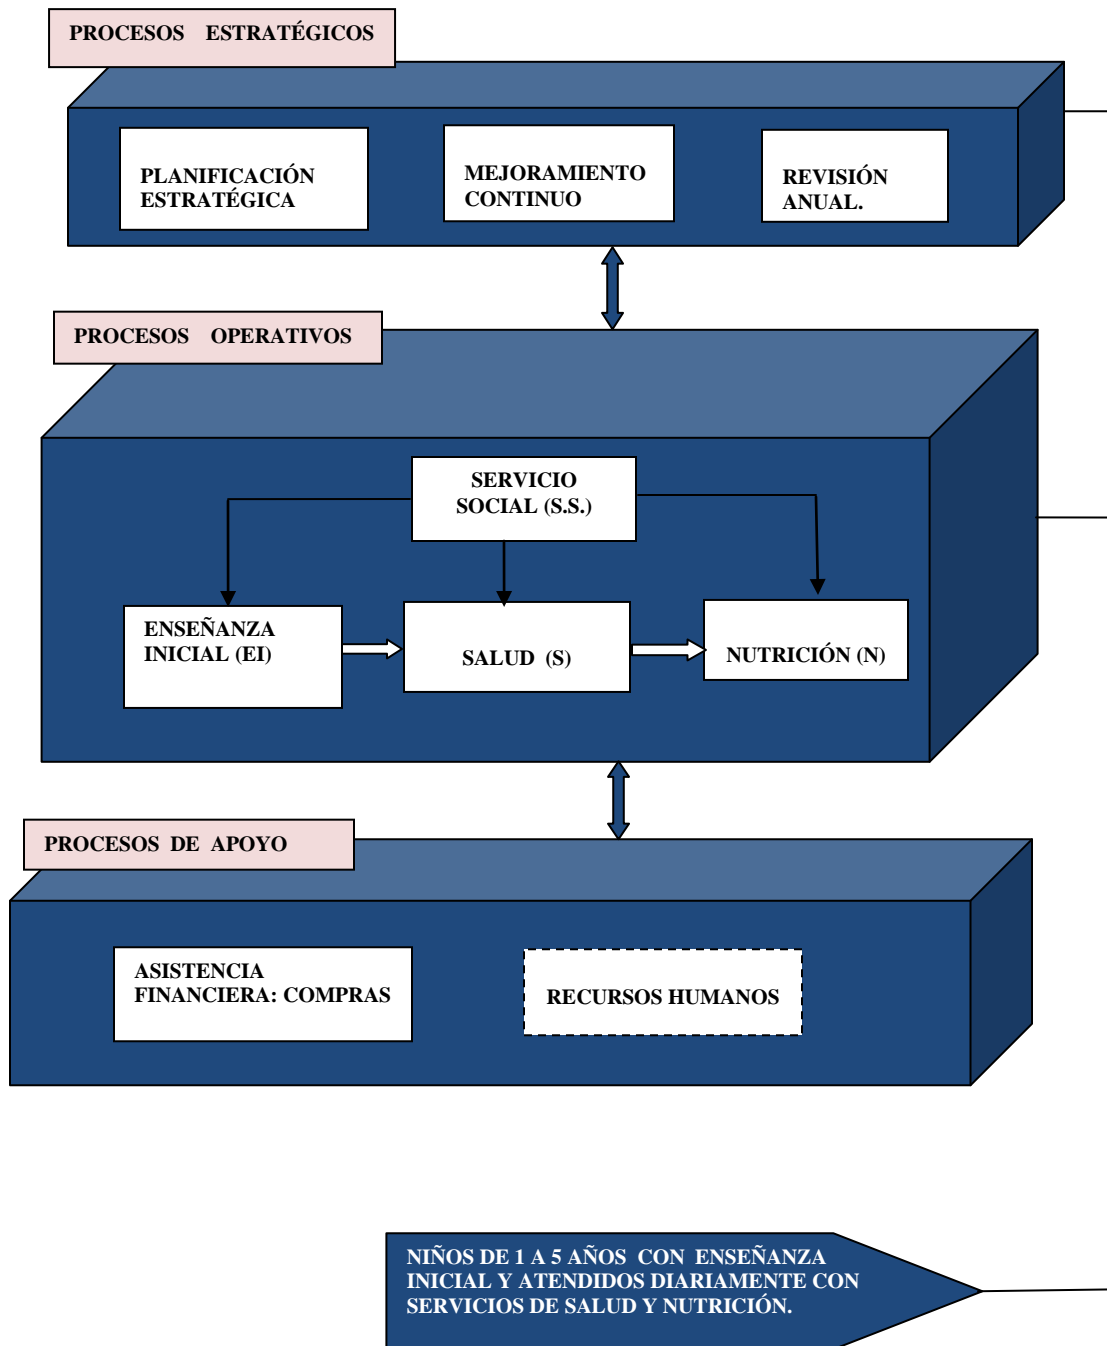 PROCESOS ESTRATÉGICOS
PLANIFICACIÓN
ESTRATÉGICA
MEJORAMIENTO
CONTINUO
REVISIÓN
ANUAL.
PROCESOS OPERATIVOS
SERVICIO
SOCIAL (S.S.)
ENSEÑANZA
INICIAL (EI)
SALUD (S)
NUTRICIÓN (N)
PROCESOS DE APOYO
ASISTENCIA
FINANCIERA: COMPRAS
RECURSOS HUMANOS
NIÑOS DE 1 A 5 AÑOS CON ENSEÑANZA
INICIAL Y ATENDIDOS DIARIAMENTE CON
SERVICIOS DE SALUD Y NUTRICIÓN.